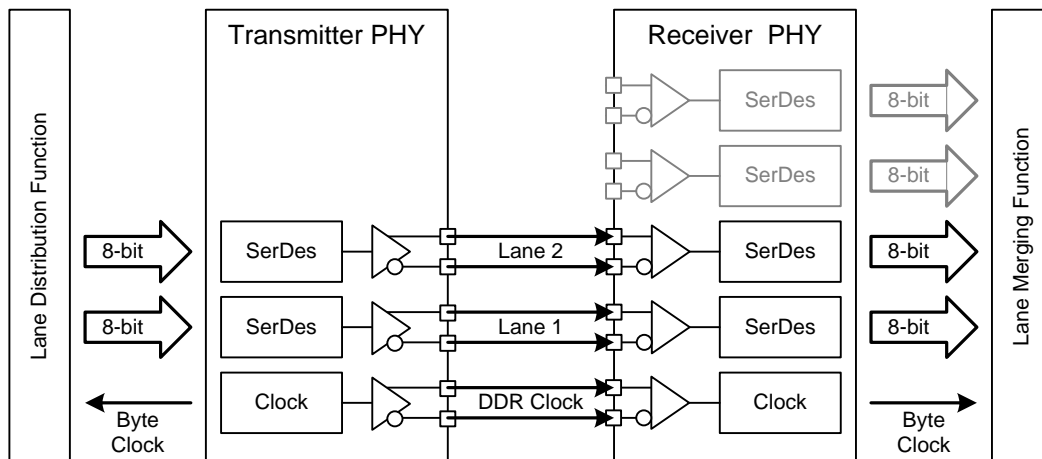 Lane Distribution Function
Transmitter PHY
Receiver PHY
SerDes
8-bit
SerDes
8-bit
8-bit
SerDes
Lane 2
SerDes
8-bit
8-bit
SerDes
Lane 1
SerDes
8-bit
Byte
Clock
Clock
DDR Clock
Clock
Byte
Clock
Lane Merging Function